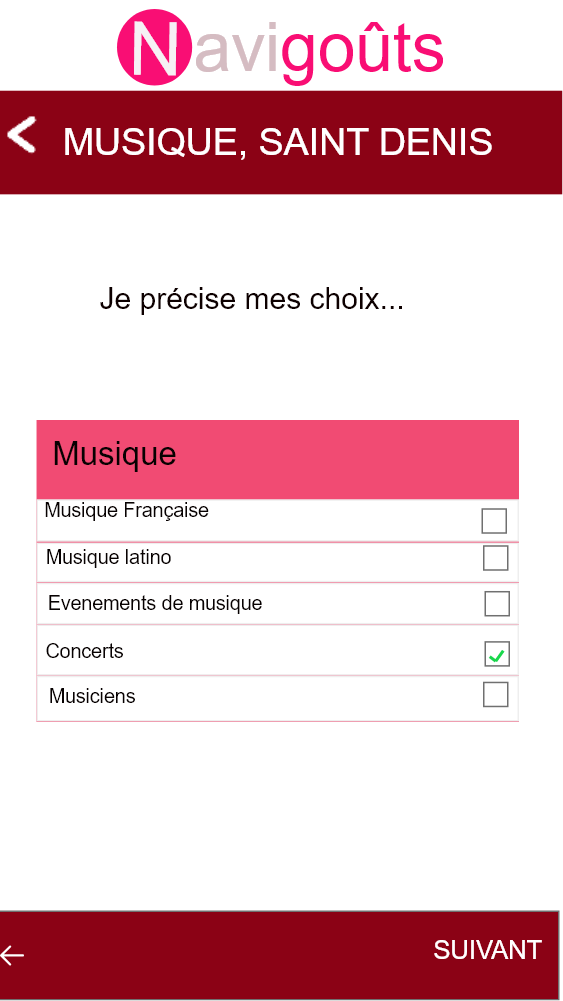 Navigoûts
MUSIQUE, SAINT DENIS
Je précise mes choix...
Musique
Musique Française
Musique latino
Evenements de musique
Concerts
Musiciens
SUIVANT